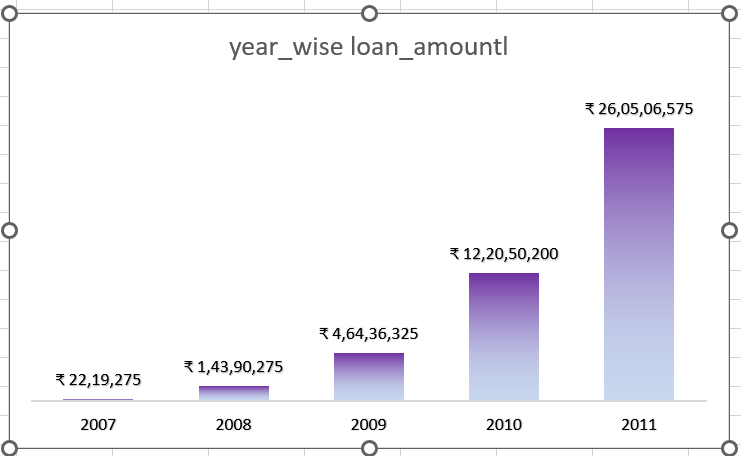 year_wise loan_amountl
₹ 26,05,06,575
₹ 12,20,50,200
₹ 4,64,36,325
₹ 1,43,90,275
₹ 22,19,275
2007 2008 2009 2010 2011